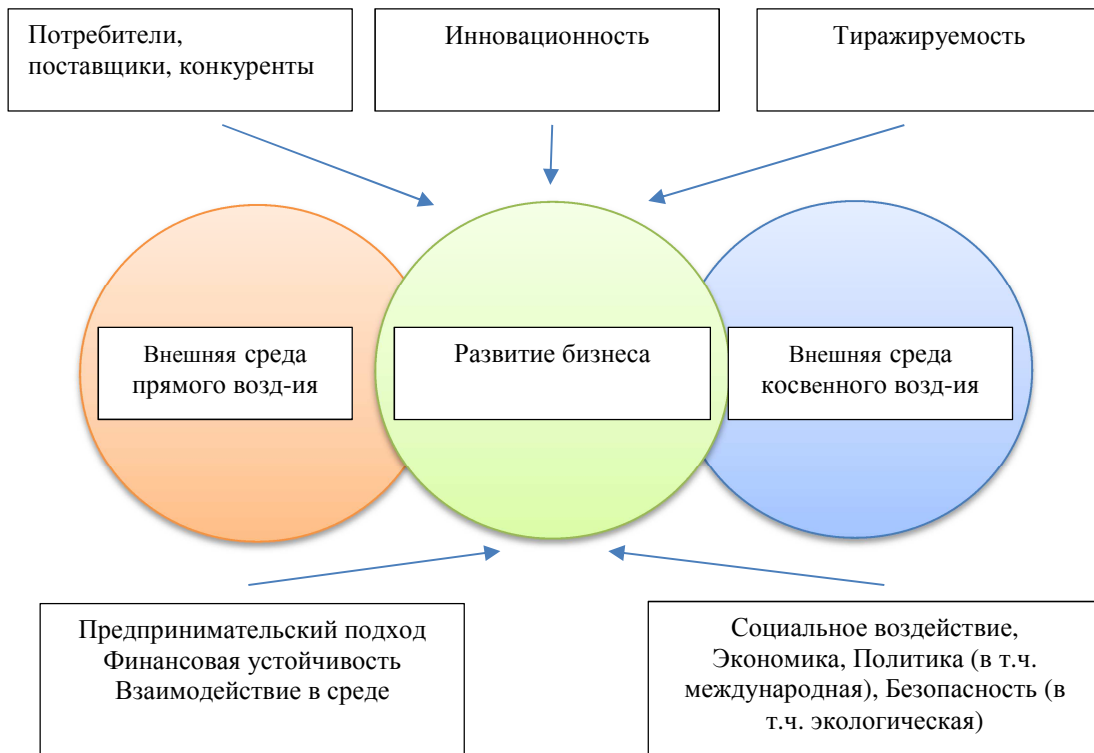 Потребители,
поставщики, конкуренты
Инновационность
Тиражируемость
Внешняя среда
прямого возд-ия
Развитие бизнеса
Внешняя среда
косвенного возд-ия
Предпринимательский подход
Финансовая устойчивость
Взаимодействие в среде
Социальное воздействие,
Экономика, Политика (в т.ч.
международная), Безопасность (в
т.ч. экологическая)